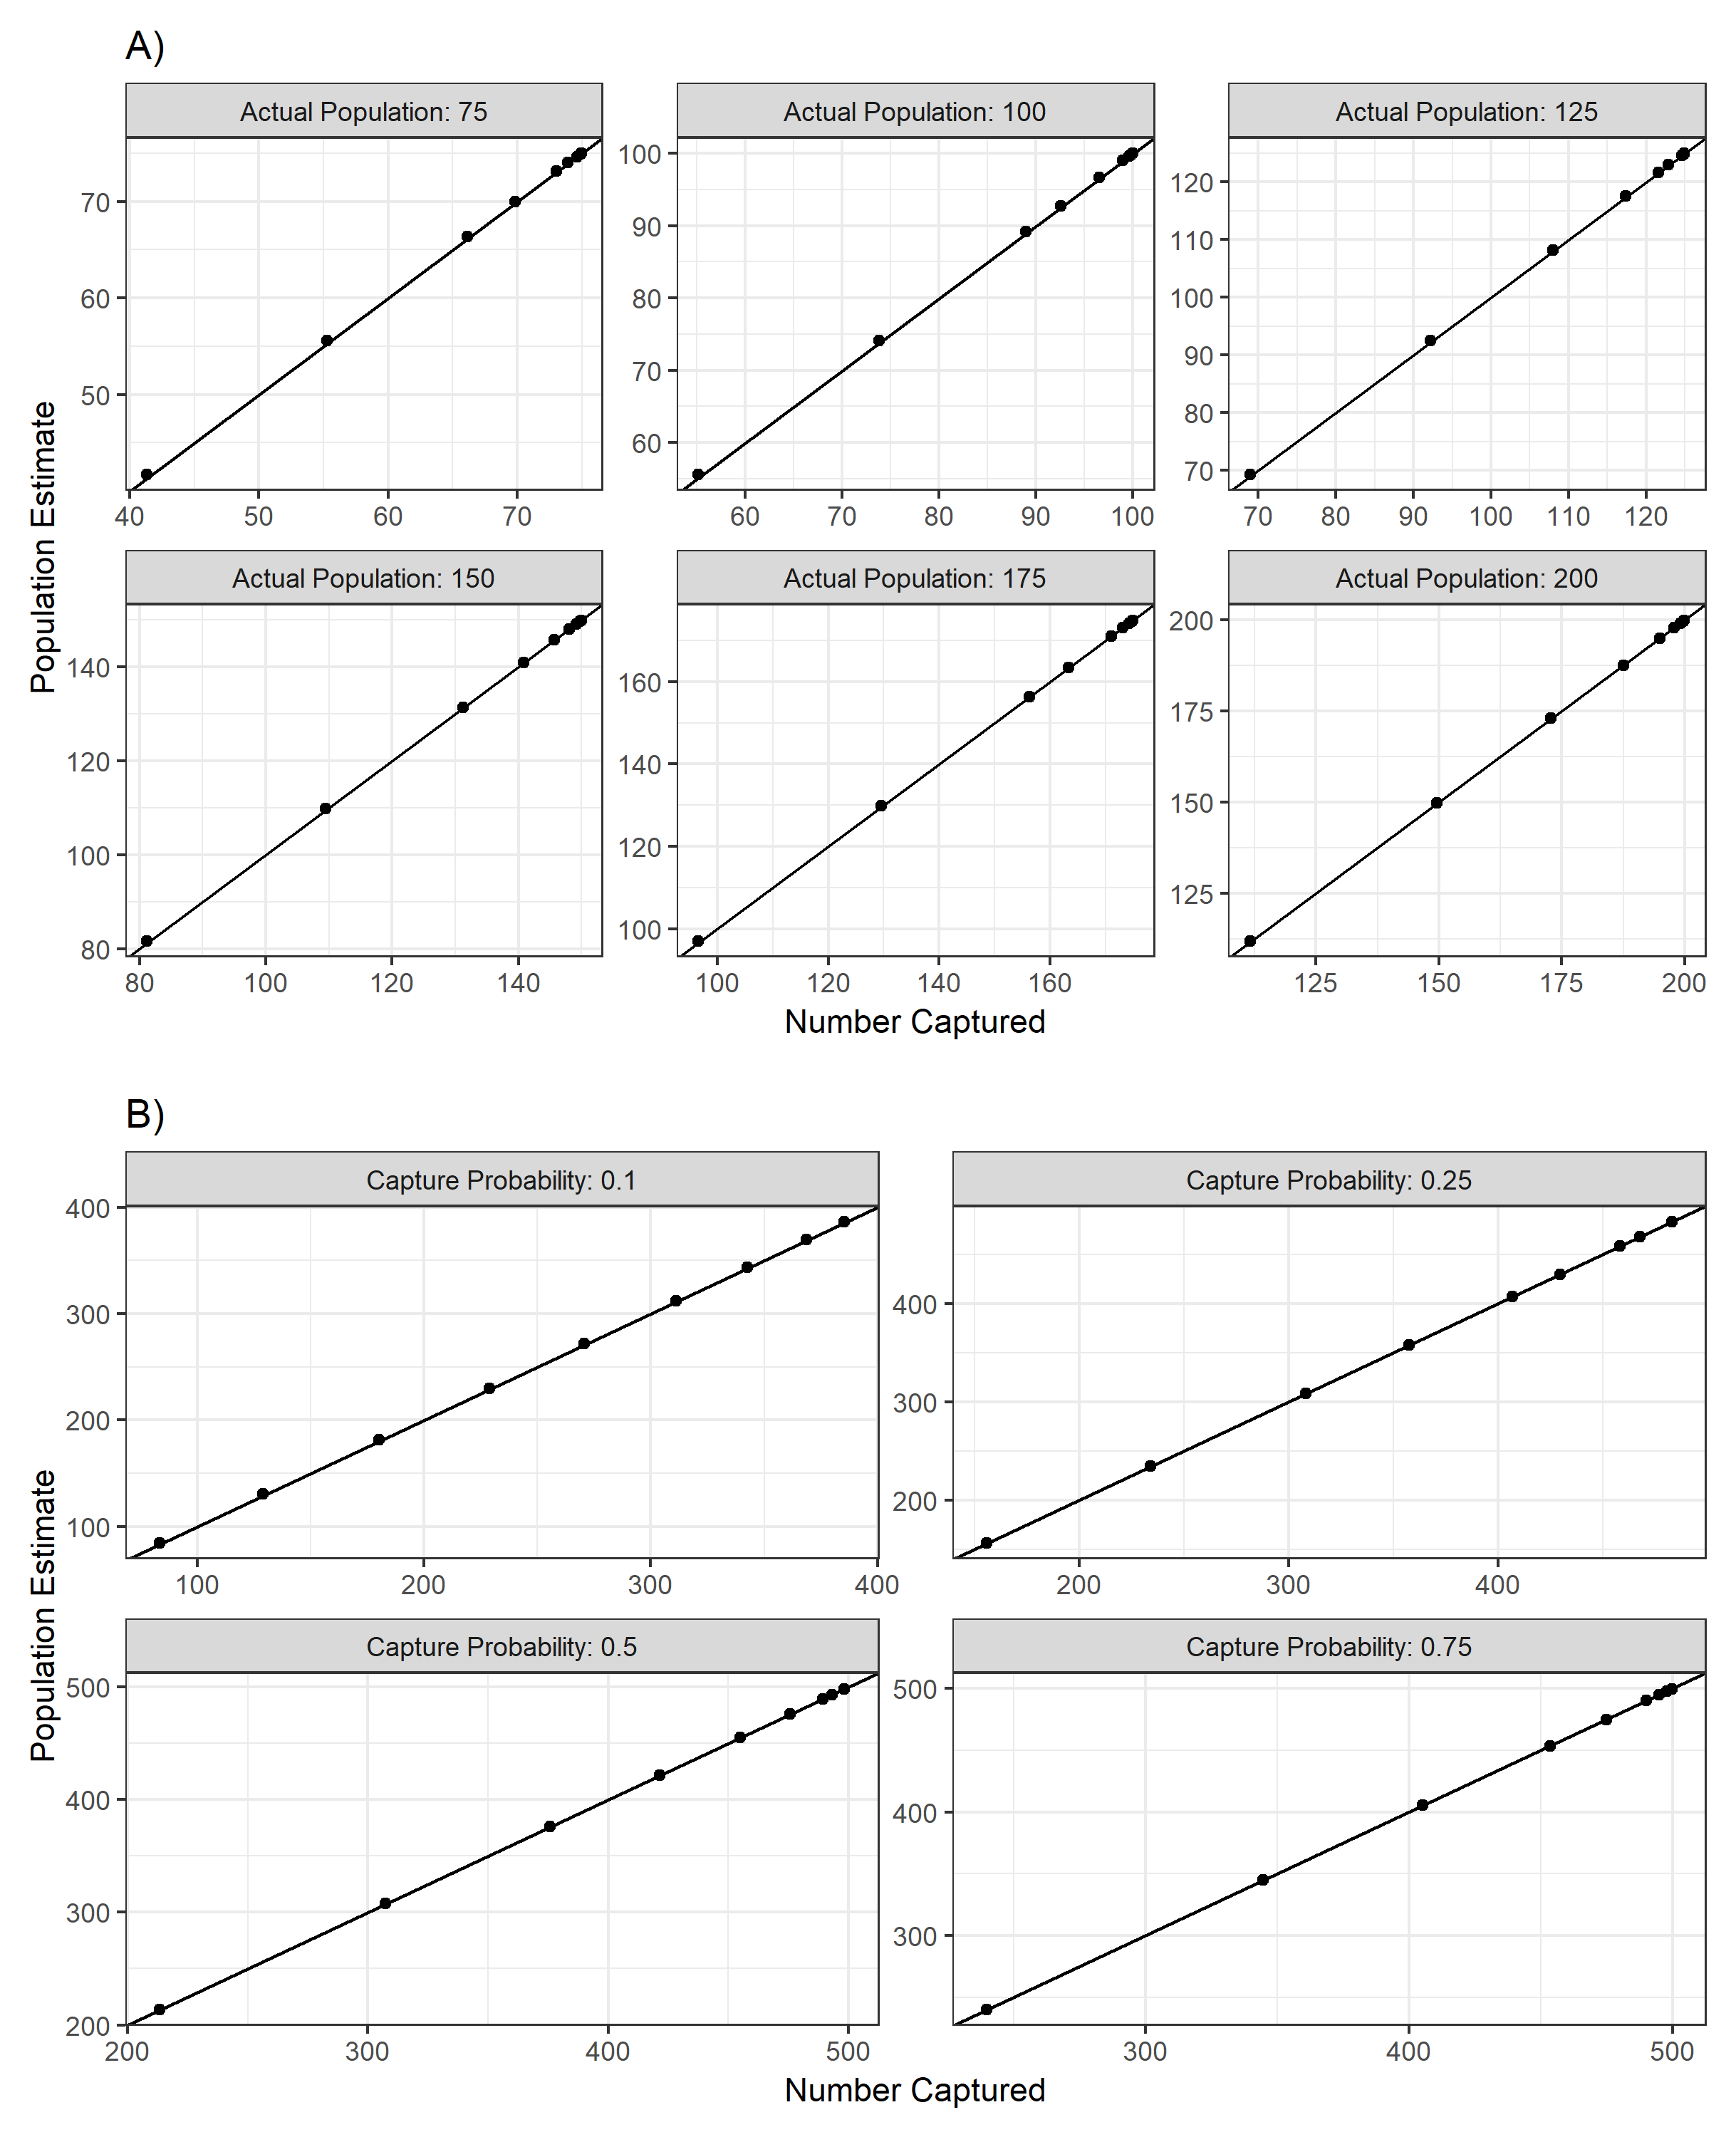 A)
Actual Population: 75
Actual Population: 100
Actual Population: 125
70
60
50
100
90
80
70
60
120
110
100
90
80
70
40 50 60 70
60 70 80 90 100
70 80 90 100 110 120
Actual Population: 150
Actual Population: 175
Actual Population: 200
140
120
100
80
160
140
120
100
200
175
150
125
80 100 120 140
100 120 140 160
125 150 175 200
Population Estimate
Number Captured
B)
Capture Probability: 0.1
Capture Probability: 0.25
400
300
200
100
400
300
200
100 200 300 400
200 300 400
Capture Probability: 0.5
Capture Probability: 0.75
500
400
300
200
500
400
300
200 300 400 500
300 400 500
Population Estimate
Number Captured